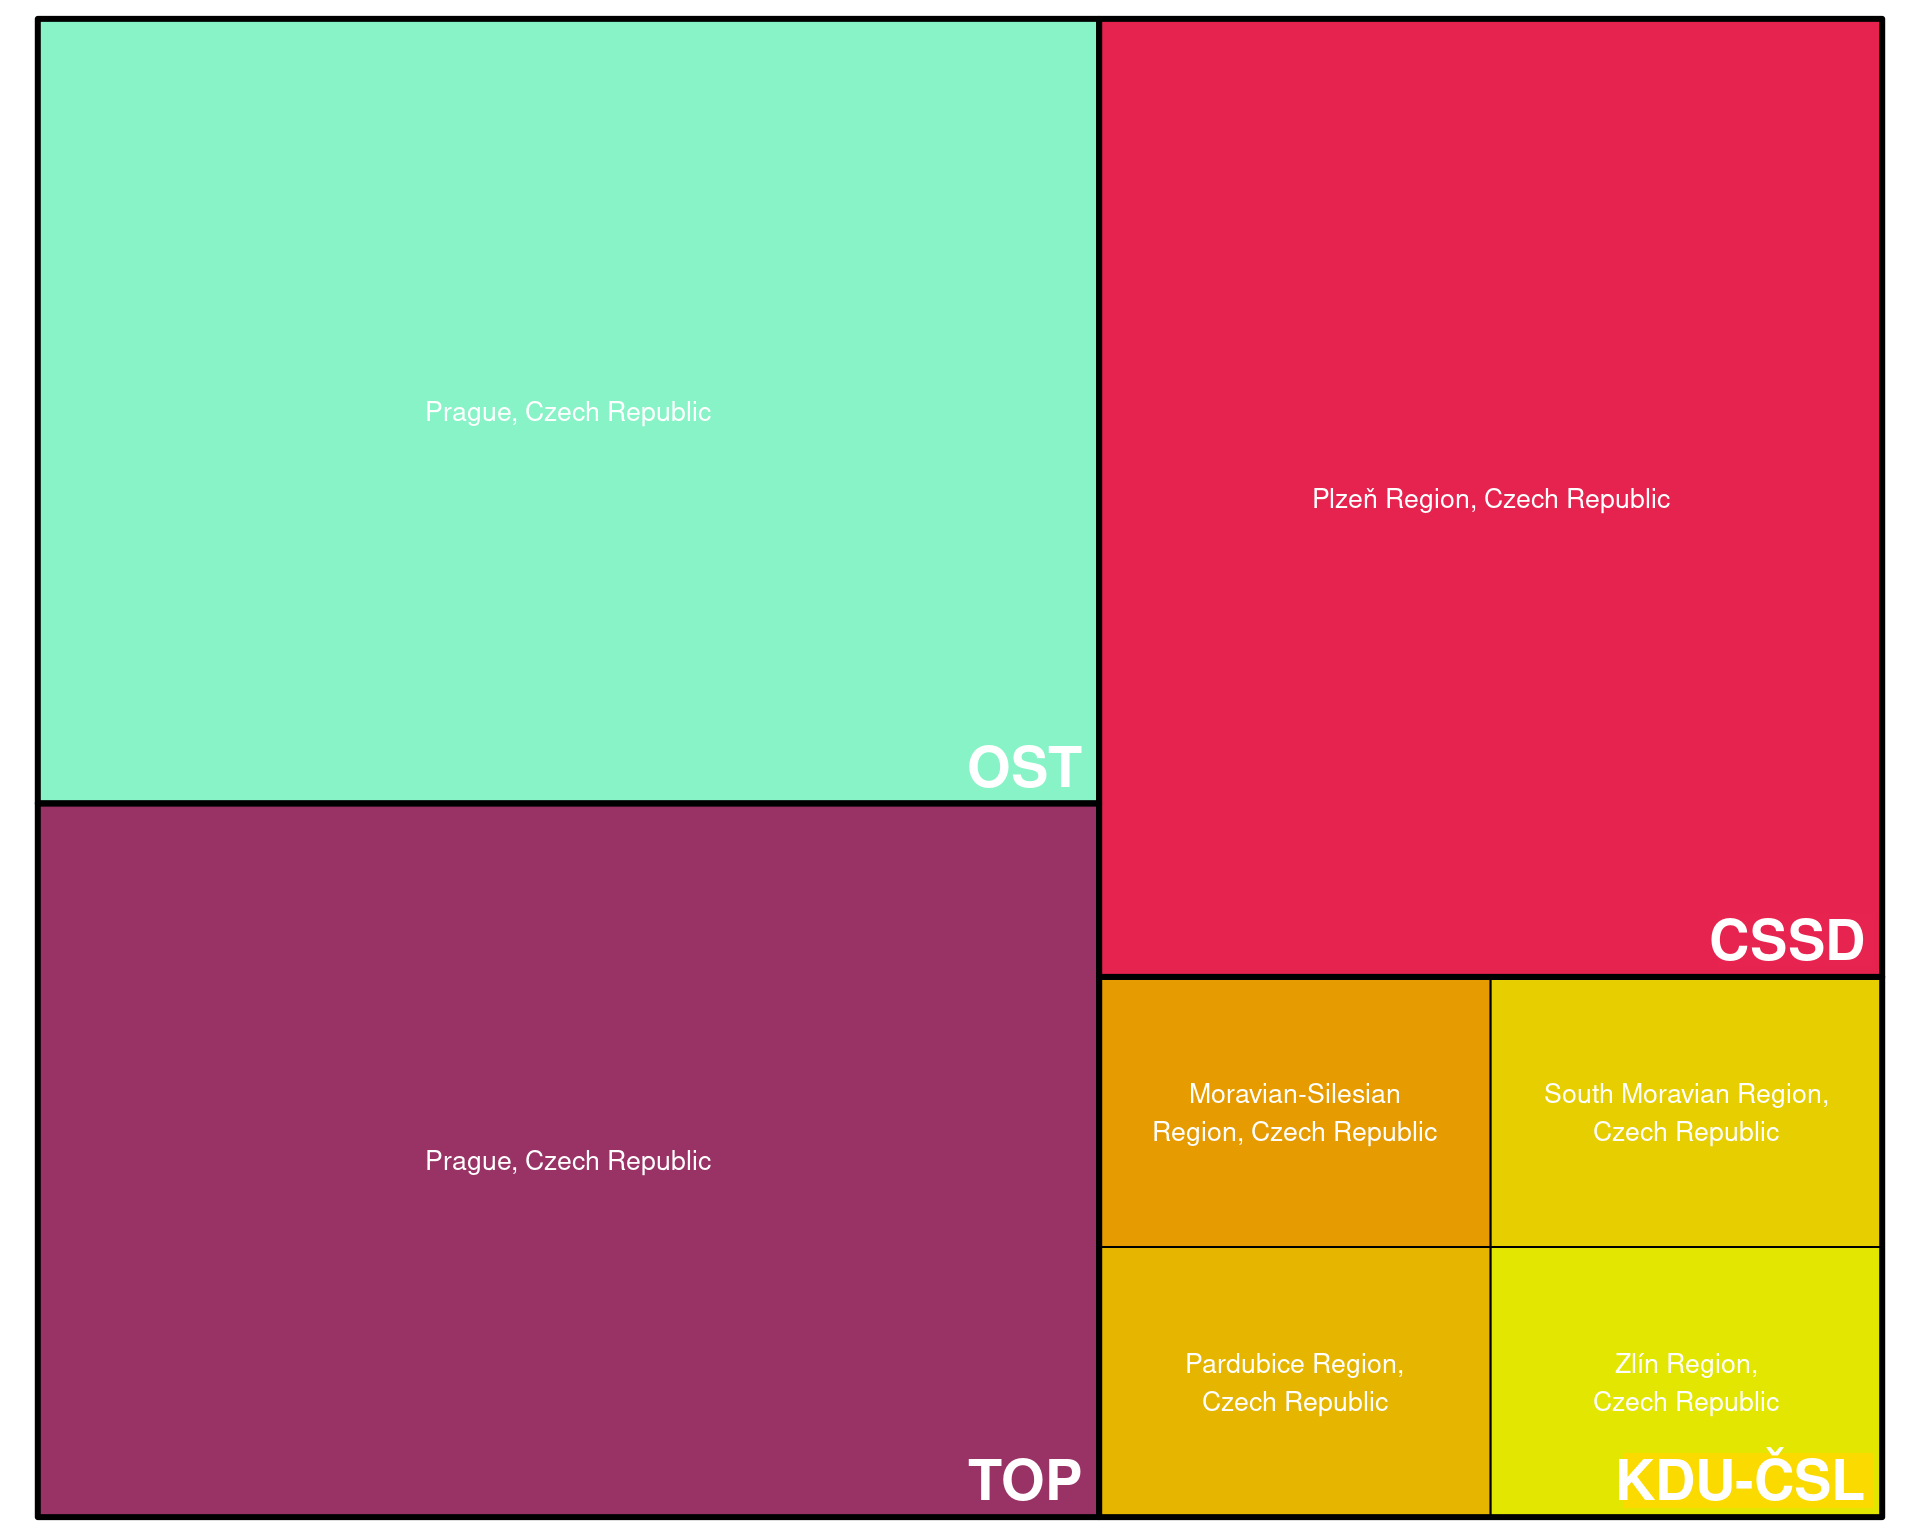 Prague, Czech Republic
OST
Plzeň Region, Czech Republic
CSSD
Prague, Czech Republic
TOP
Moravian-Silesian
Region, Czech Republic
South Moravian Region,
Czech Republic
Pardubice Region,
Czech Republic
Zlín Region,
Czech Republic
KDU-ČSL